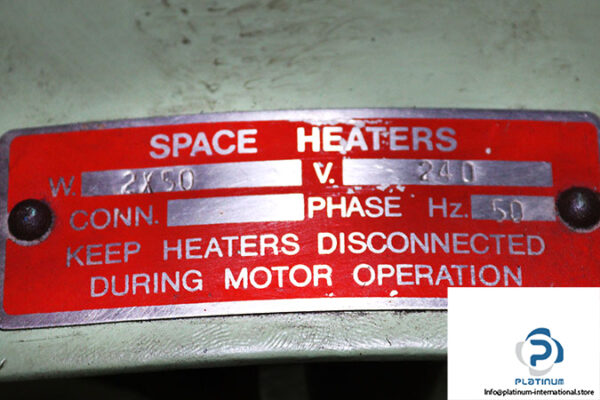 SPACE HEATERS
W. 2X50 V. 240
CONN. PHASE Hz. 50
KEEP HEATERS DISCONNECTED
DURING MOTOR OPERATION
PLATINUM
Info@platinum-international.store